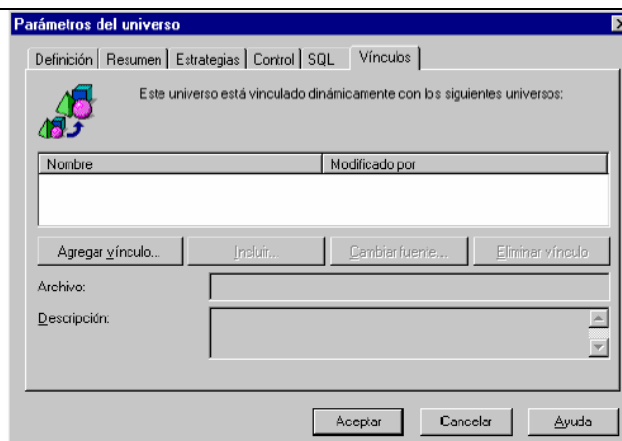 Parámetros del universo
Definición Resumen Estrategias Control SQL Vínculos
Este universo está vinculado dinámicamente con los siguientes universos:
Nombre Modificado por
Agregar vínculo... Incluir... Cambiar fuente... Eliminar vínculo
Archivo:
Descripción:
Aceptar Cancelar Ayuda